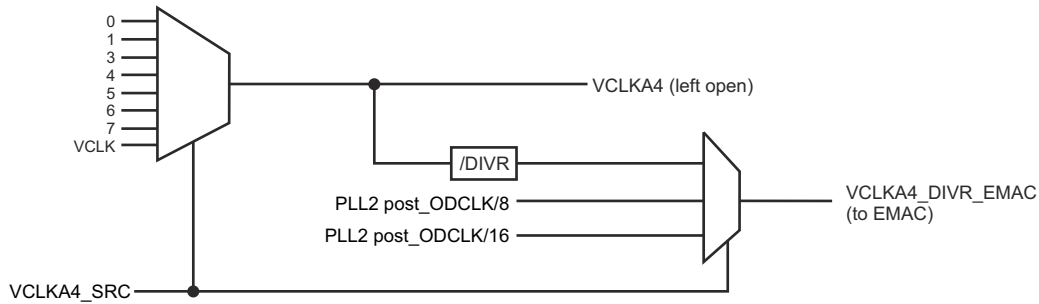 0
1
3
4
5
6
7
VCLK
VCLKA4 (left open)
/DIVR
PLL2 post_ODCLK/8
PLL2 post_ODCLK/16
VCLKA4_DIVR_EMAC
(to EMAC)
VCLKA4_SRC